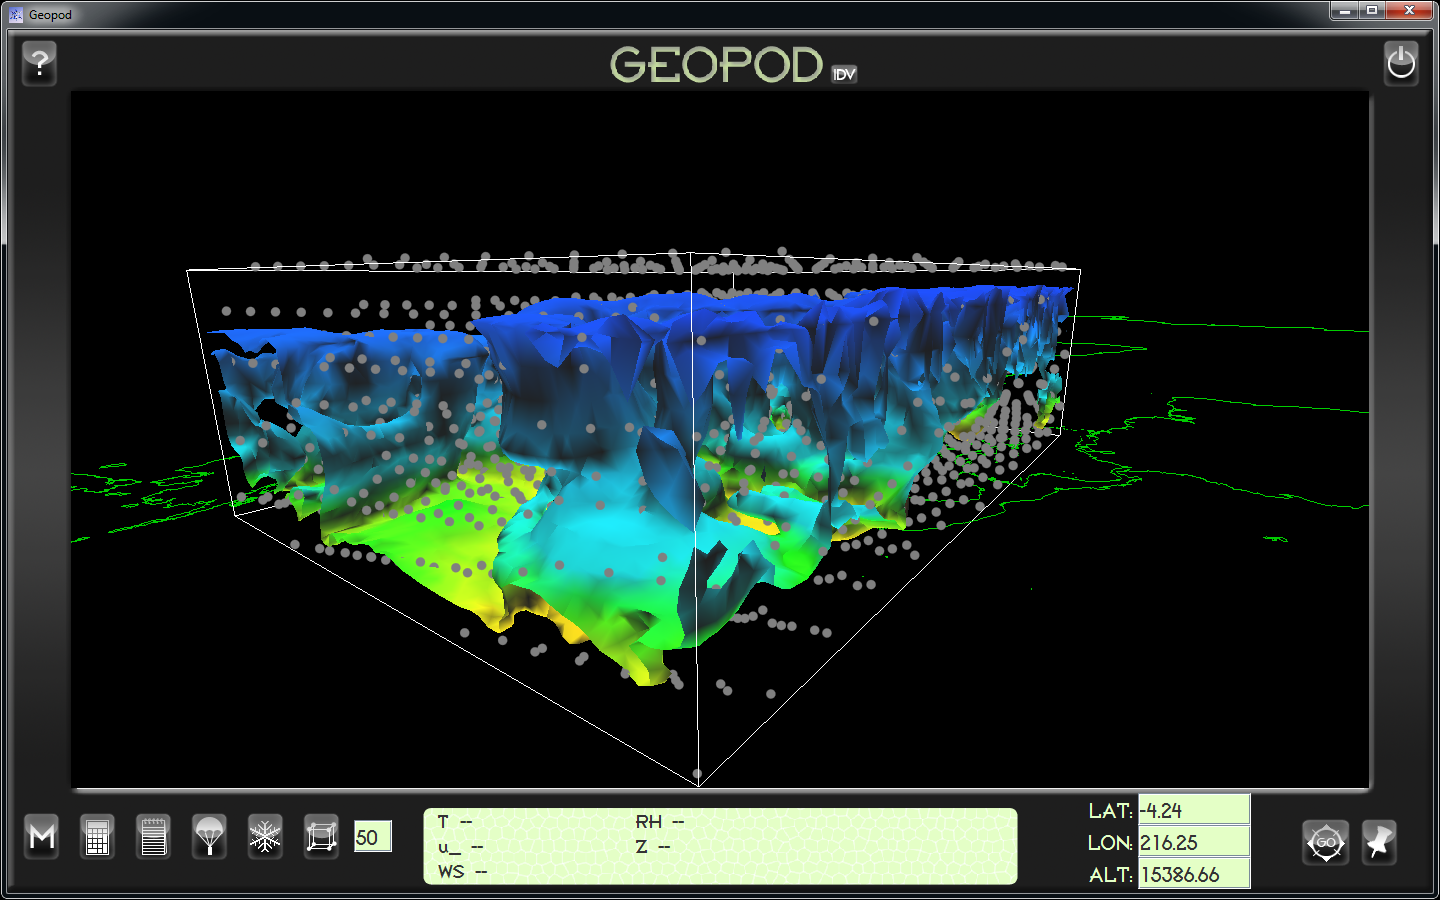 Geopod
?
GEOPOD IDV
M
50
T --
RH --
u_ --
Z --
WS --
LAT: -4.24
LON: 216.25
ALT: 15386.66
GO